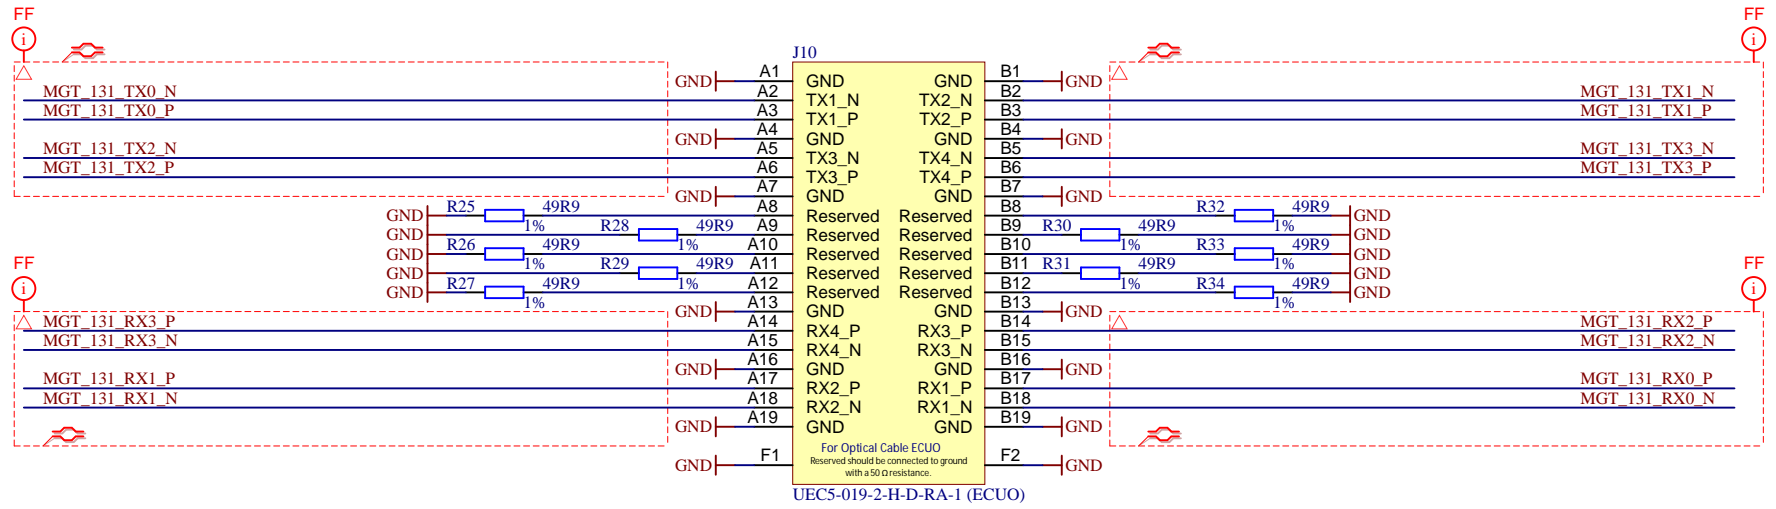 FF FF
i i
J10
GND A1 GND GND B1 GND
MGT_131_TX0_N A2 TX1_N TX2_N B2 MGT_131_TX1_N
MGT_131_TX0_P A3 TX1_P TX2_P B3 MGT_131_TX1_P
GND A4 GND GND B4 GND
MGT_131_TX2_N A5 TX3_N TX4_N B5 MGT_131_TX3_N
MGT_131_TX2_P A6 TX3_P TX4_P B6 MGT_131_TX3_P
GND A7 GND GND B7 GND
GND R25 49R9 1% A8 Reserved Reserved B8 R32 49R9 1% GND
GND R28 49R9 1% A9 Reserved Reserved B9 R30 49R9 1% GND
GND R26 49R9 1% A10 Reserved Reserved B10 R33 49R9 1% GND
GND R29 49R9 1% A11 Reserved Reserved B11 R31 49R9 1% GND
GND R27 49R9 1% A12 Reserved Reserved B12 R34 49R9 1% GND
FF FF
i i
GND A13 GND GND B13 GND
MGT_131_RX3_P A14 RX4_P RX3_P B14 MGT_131_RX2_P
MGT_131_RX3_N A15 RX4_N RX3_N B15 MGT_131_RX2_N
GND A16 GND GND B16 GND
MGT_131_RX1_P A17 RX2_P RX1_P B17 MGT_131_RX0_P
MGT_131_RX1_N A18 RX2_N RX1_N B18 MGT_131_RX0_N
GND A19 GND GND B19 GND
For Optical Cable ECUO
GND F1 Reserved should be connected to ground F2 GND
with a 50 Ω resistance.
UEC5-019-2-H-D-RA-1 (ECUO)